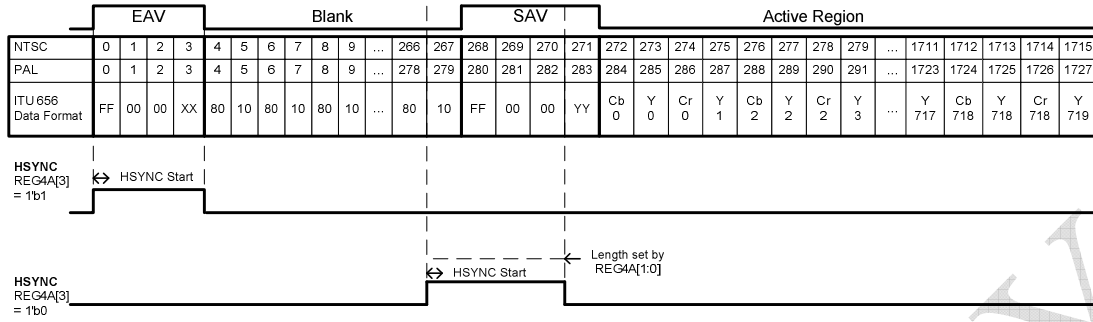 EAV Blank SAV Active Region
NTSC 0 1 2 3 4 5 6 7 8 9 ... 266 267 268 269 270 271 272 273 274 275 276 277 278 279 ... 1711 1712 1713 1714 1715
PAL 0 1 2 3 4 5 6 7 8 9 ... 278 279 280 281 282 283 284 285 286 287 288 289 290 291 ... 1723 1724 1725 1726 1727
ITU 656 Cb Y Cr Y Cb Y Cr Y Y Cb Y Cr Y
Data Format FF 00 00 XX 80 10 80 10 80 10 ... 80 10 FF 00 00 YY 0 0 0 1 2 2 2 3 ... 717 718 718 718 719
HSYNC
REG4A[3]
= 1'b1
HSYNC Start
Length set by
REG4A[1:0]
HSYNC
REG4A[3]
= 1'b0
HSYNC Start